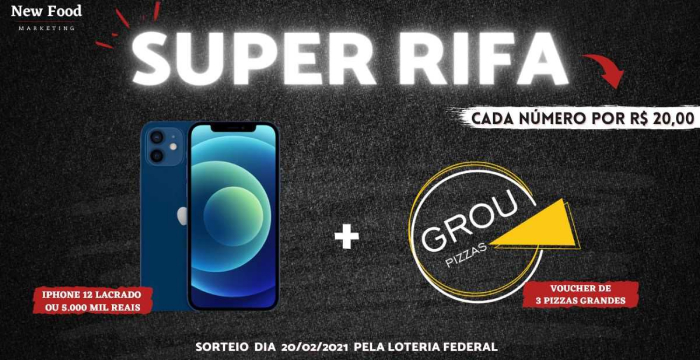 New Food
MARKETING
SUPER RIFA
CADA NÚMERO POR R$ 20,00
GROU
PIZZAS
+
IPHONE 12 LACRADO
OU 5.000 MIL REAIS
VOUCHER DE
3 PIZZAS GRANDES
SORTEIO DIA 20/02/2021 PELA LOTERIA FEDERAL